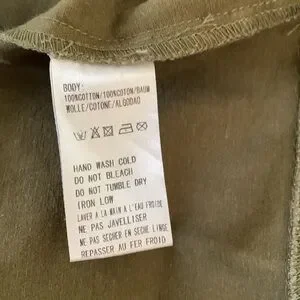 BODY:
100%COTTON/100%COTON/BAUM
WOLLE/COTONE/ALGODAO
HAND WASH COLD
DO NOT BLEACH
DO NOT TUMBLE DRY
IRON LOW
LAVER A LA MAIN A L'EAU FROIDE
NE PAS JAVELLISER
NE PAS SECHER EN SECHE LINGE
REPASSER AU FER FROID